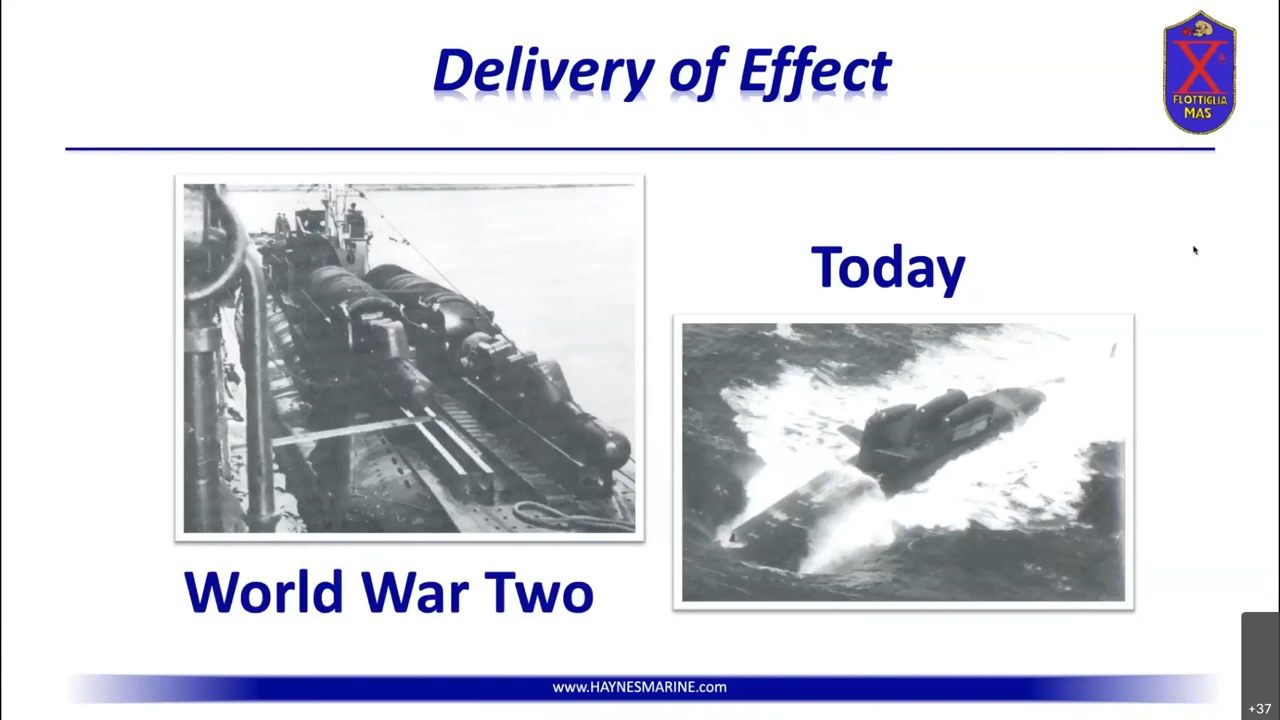 Delivery of Effect
X
FLOTTIGLIA
MAS
Today
World War Two
www.HAYNESMARINE.com
+37